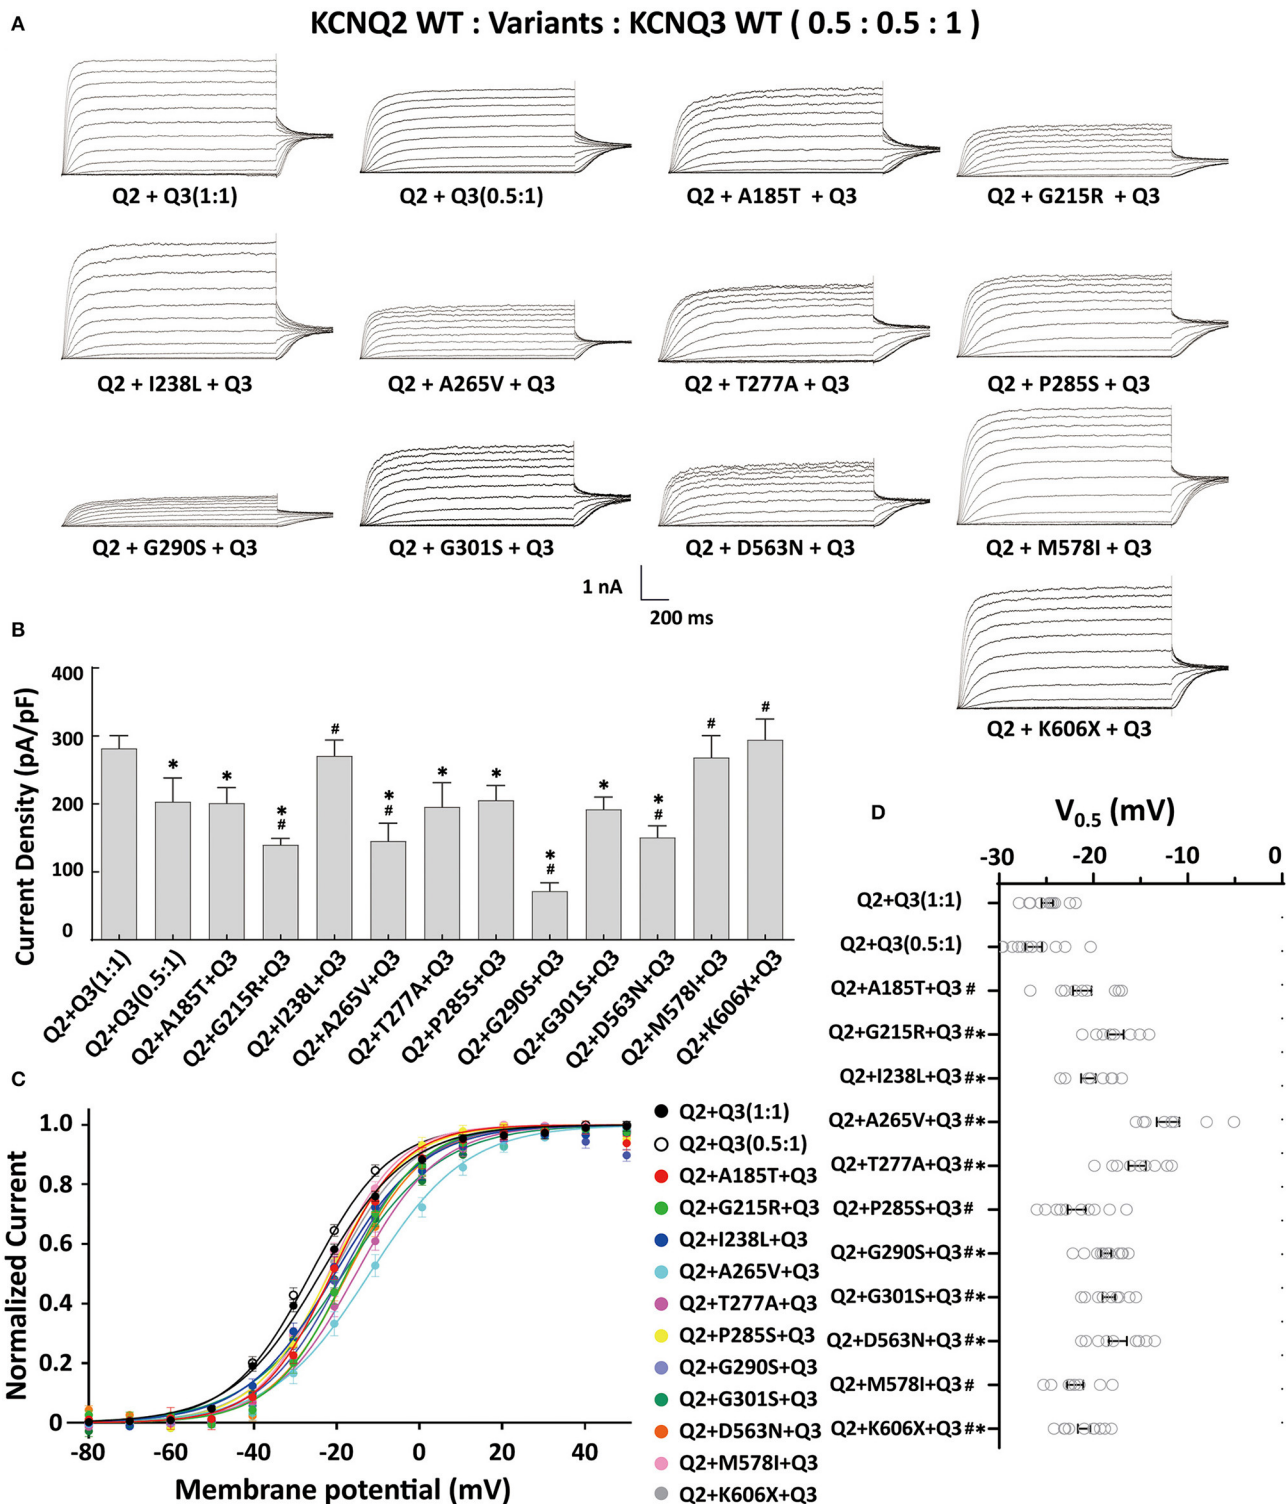 A
KCNQ2 WT : Variants : KCNQ3 WT ( 0.5 : 0.5 : 1 )
Q2 + Q3(1:1)
Q2 + Q3(0.5:1)
Q2 + A185T + Q3
Q2 + G215R + Q3
Q2 + I238L + Q3
Q2 + A265V + Q3
Q2 + T277A + Q3
Q2 + P285S + Q3
Q2 + G290S + Q3
Q2 + G301S + Q3
Q2 + D563N + Q3
Q2 + M578I + Q3
1 nA
200 ms
Q2 + K606X + Q3
B
Current Density (pA/pF)
400
300
200
100
0
*
*
*
#
#
*
#
*
*
*
#
*
*
#
#
#
Q2+Q3(1:1)
Q2+Q3(0.5:1)
Q2+A185T+Q3
Q2+G215R+Q3
Q2+I238L+Q3
Q2+A265V+Q3
Q2+T277A+Q3
Q2+P285S+Q3
Q2+G290S+Q3
Q2+G301S+Q3
Q2+D563N+Q3
Q2+M578I+Q3
Q2+K606X+Q3
C
Normalized Current
1.0
0.8
0.6
0.4
0.2
0
-80
-60
-40
-20
0
20
40
Membrane potential (mV)
Q2+Q3(1:1)
Q2+Q3(0.5:1)
Q2+A185T+Q3
Q2+G215R+Q3
Q2+I238L+Q3
Q2+A265V+Q3
Q2+T277A+Q3
Q2+P285S+Q3
Q2+G290S+Q3
Q2+G301S+Q3
Q2+D563N+Q3
Q2+M578I+Q3
Q2+K606X+Q3
D
V0.5 (mV)
-30
-20
-10
0
Q2+Q3(1:1)
Q2+Q3(0.5:1)
Q2+A185T+Q3 #
Q2+G215R+Q3 #*
Q2+I238L+Q3 #*
Q2+A265V+Q3 #*
Q2+T277A+Q3 #*
Q2+P285S+Q3 #
Q2+G290S+Q3 #*
Q2+G301S+Q3 #*
Q2+D563N+Q3 #*
Q2+M578I+Q3 #
Q2+K606X+Q3 #*